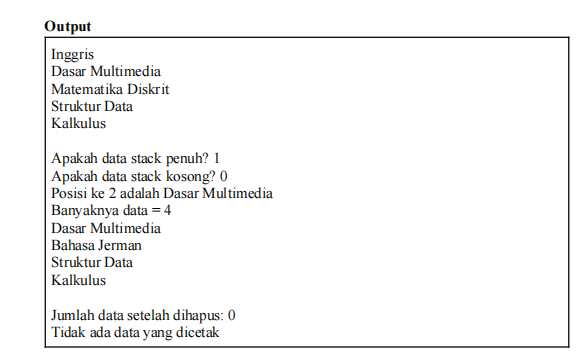 Output
Inggris
Dasar Multimedia
Matematika Diskrit
Struktur Data
Kalkulus
Apakah data stack penuh? 1
Apakah data stack kosong? 0
Posisi ke 2 adalah Dasar Multimedia
Banyaknya data = 4
Dasar Multimedia
Bahasa Jerman
Struktur Data
Kalkulus
Jumlah data setelah dihapus: 0
Tidak ada data yang dicetak